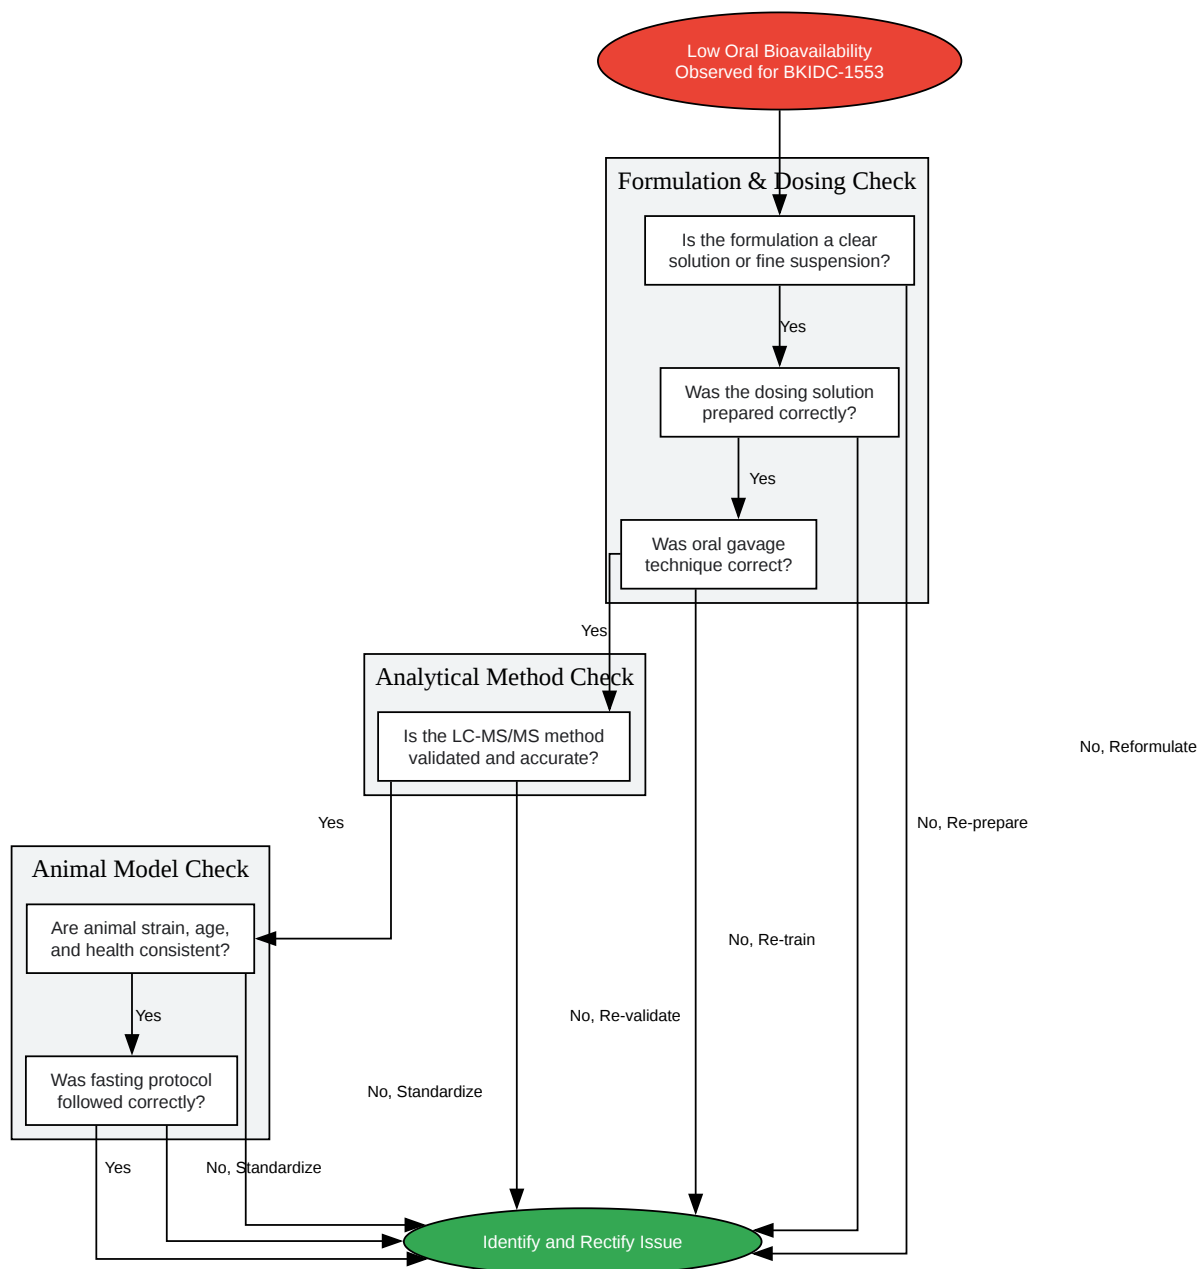 Low Oral Bioavailability
Observed for BKIDC-1553
Formulation & Dosing Check
Is the formulation a clear
solution or fine suspension?
Yes
Was the dosing solution
prepared correctly?
Yes
Was oral gavage
technique correct?
Yes
Analytical Method Check
Is the LC-MS/MS method
validated and accurate?
No, Reformulate
Yes
No, Re-prepare
Animal Model Check
Are animal strain, age,
and health consistent?
No, Re-train
Yes
No, Re-validate
Was fasting protocol
followed correctly?
No, Standardize
Yes
No, Standardize
Identify and Rectify Issue